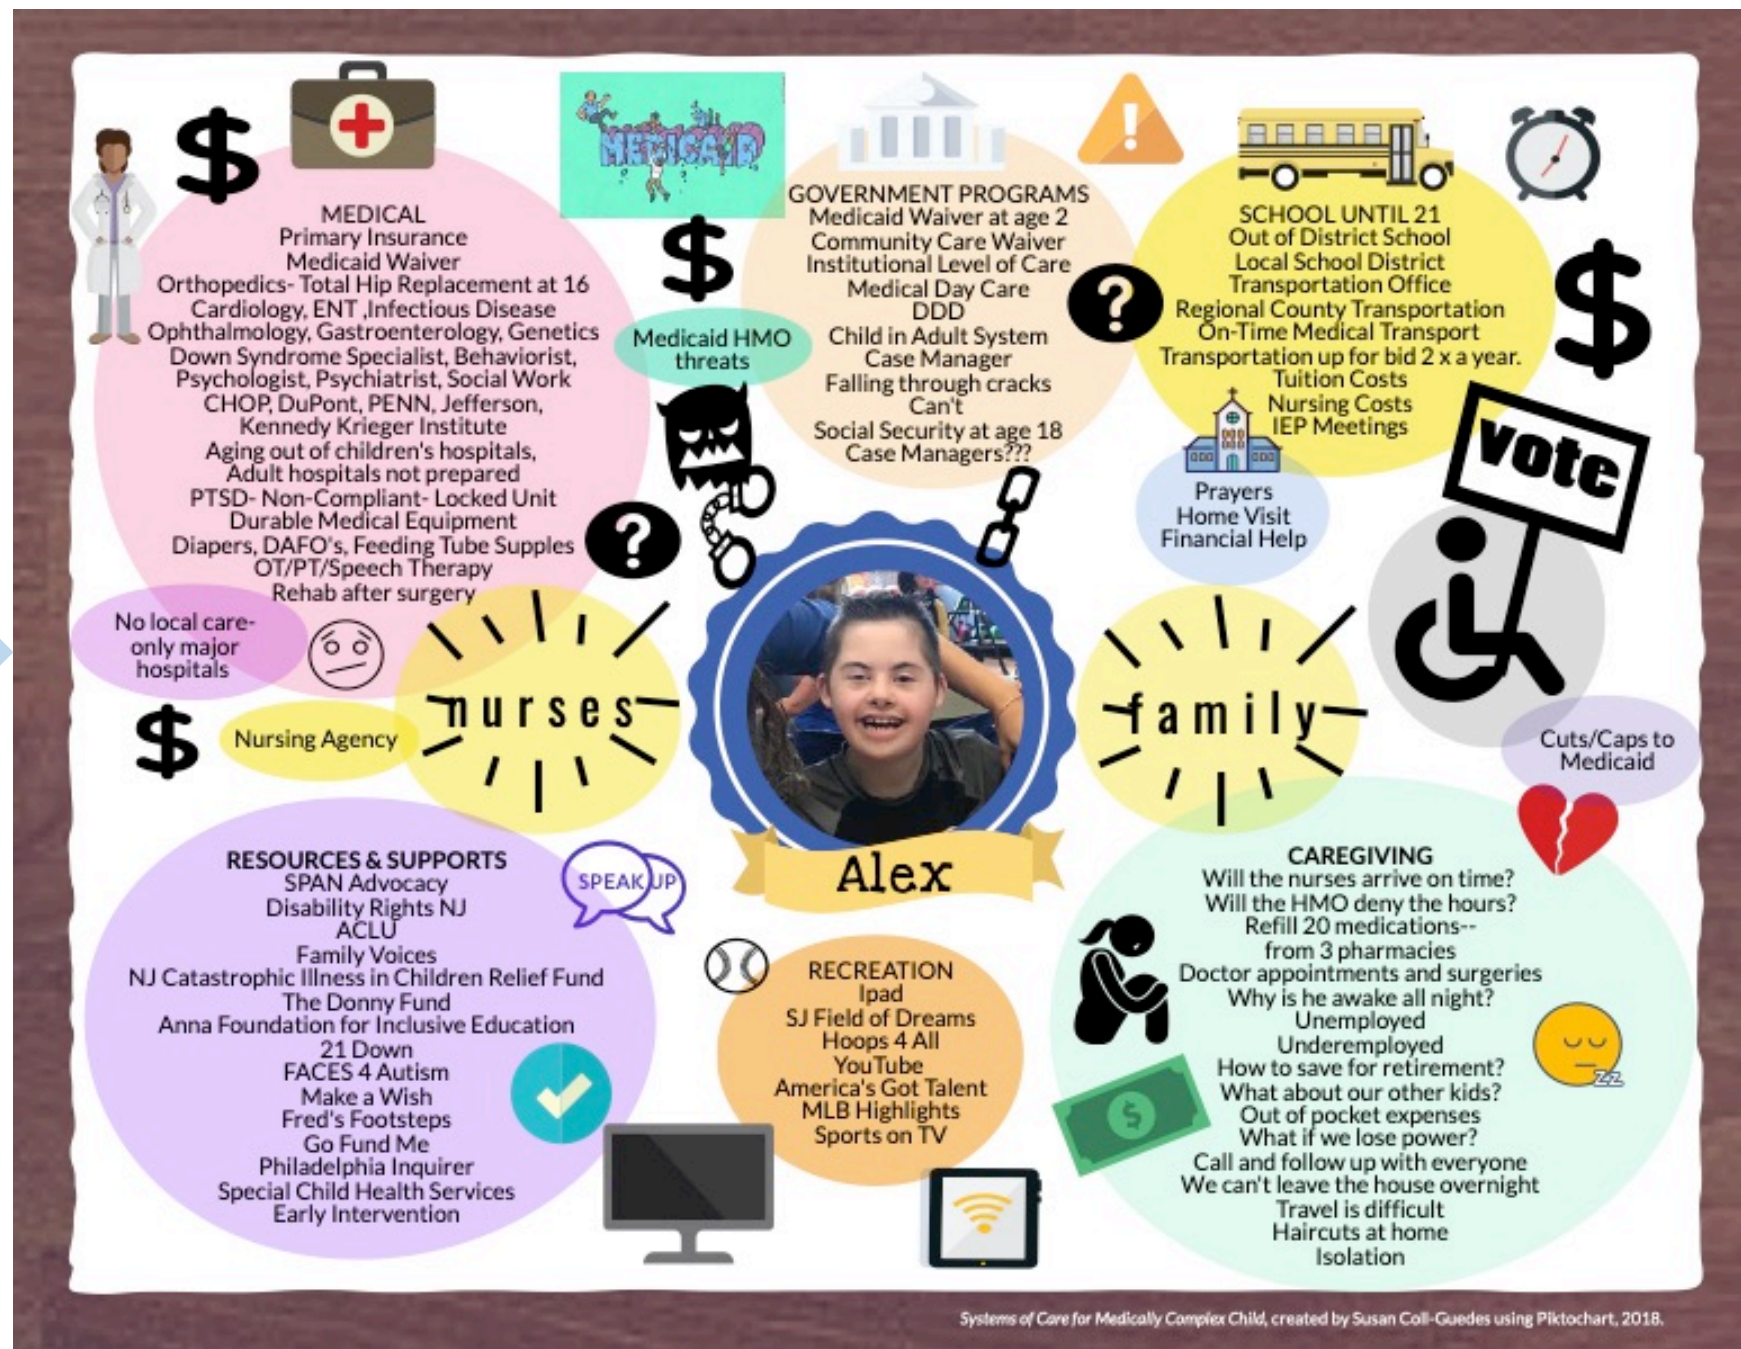 MEDICAID
MEDICAL
Primary Insurance
Medicaid Waiver
Orthopedics- Total Hip Replacement at 16
Cardiology, ENT ,Infectious Disease
Ophthalmology, Gastroenterology, Genetics
Down Syndrome Specialist, Behaviorist,
Psychologist, Psychiatrist, Social Work
CHOP, DuPont, PENN, Jefferson,
Kennedy Krieger Institute
Aging out of children's hospitals,
Adult hospitals not prepared
PTSD- Non-Compliant- Locked Unit
Durable Medical Equipment
Diapers, DAFO's, Feeding Tube Supples
OT/PT/Speech Therapy
Rehab after surgery
$
$
Medicaid HMO
threats
GOVERNMENT PROGRAMS
Medicaid Waiver at age 2
Community Care Waiver
Institutional Level of Care
Medical Day Care
DDD
Child in Adult System
Case Manager
Falling through cracks
Can't
Social Security at age 18
Case Managers???
!
?
SCHOOL UNTIL 21
Out of District School
Local School District
Transportation Office
Regional County Transportation
On-Time Medical Transport
Transportation up for bid 2 x a year.
Tuition Costs
Nursing Costs
IEP Meetings
$
vote
Prayers
Home Visit
Financial Help
?
No local care-
only major
hospitals
$
Nursing Agency
nurses
family
Cuts/Caps to
Medicaid
Alex
RESOURCES & SUPPORTS
SPAN Advocacy
Disability Rights NJ
ACLU
Family Voices
NJ Catastrophic Illness in Children Relief Fund
The Donny Fund
Anna Foundation for Inclusive Education
21 Down
FACES 4 Autism
Make a Wish
Fred's Footsteps
Go Fund Me
Philadelphia Inquirer
Special Child Health Services
Early Intervention
SPEAK UP
RECREATION
Ipad
SJ Field of Dreams
Hoops 4 All
YouTube
America's Got Talent
MLB Highlights
Sports on TV
CAREGIVING
Will the nurses arrive on time?
Will the HMO deny the hours?
Refill 20 medications--
from 3 pharmacies
Doctor appointments and surgeries
Why is he awake all night?
Unemployed
Underemployed
How to save for retirement?
What about our other kids?
Out of pocket expenses
What if we lose power?
Call and follow up with everyone
We can't leave the house overnight
Travel is difficult
Haircuts at home
Isolation
zz
$
Systems of Care for Medically Complex Child, created by Susan Coll-Guedes using Piktochart, 2018.